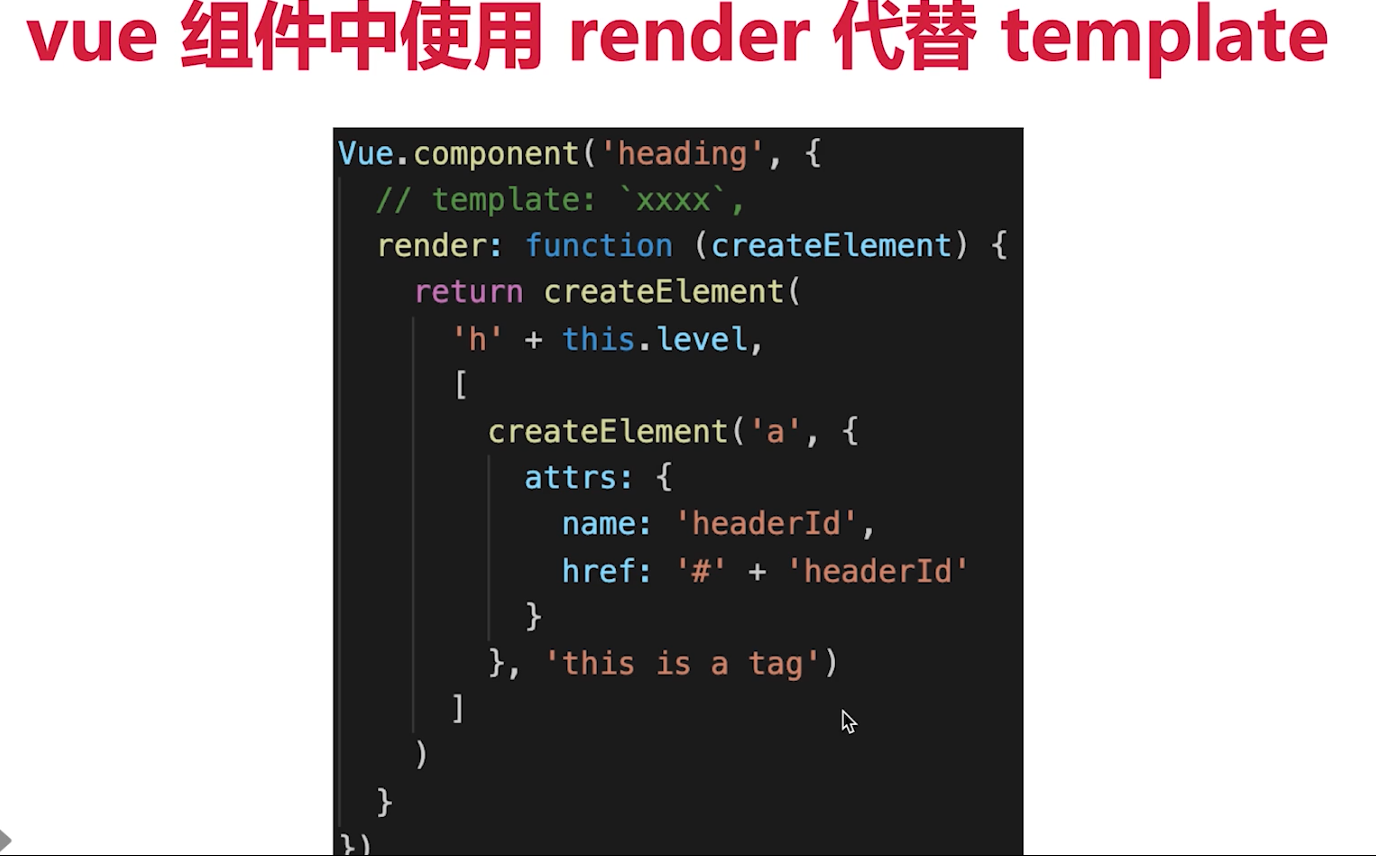 vue 组件中使用 render 代替 template
Vue.component('heading', {
  // template: `xxxx`,
  render: function (createElement) {
    return createElement(
      'h' + this.level,
      [
        createElement('a', {
          attrs: {
            name: 'headerId',
            href: '#' + 'headerId'
          }
        }, 'this is a tag')
      ]
    )
  }
})